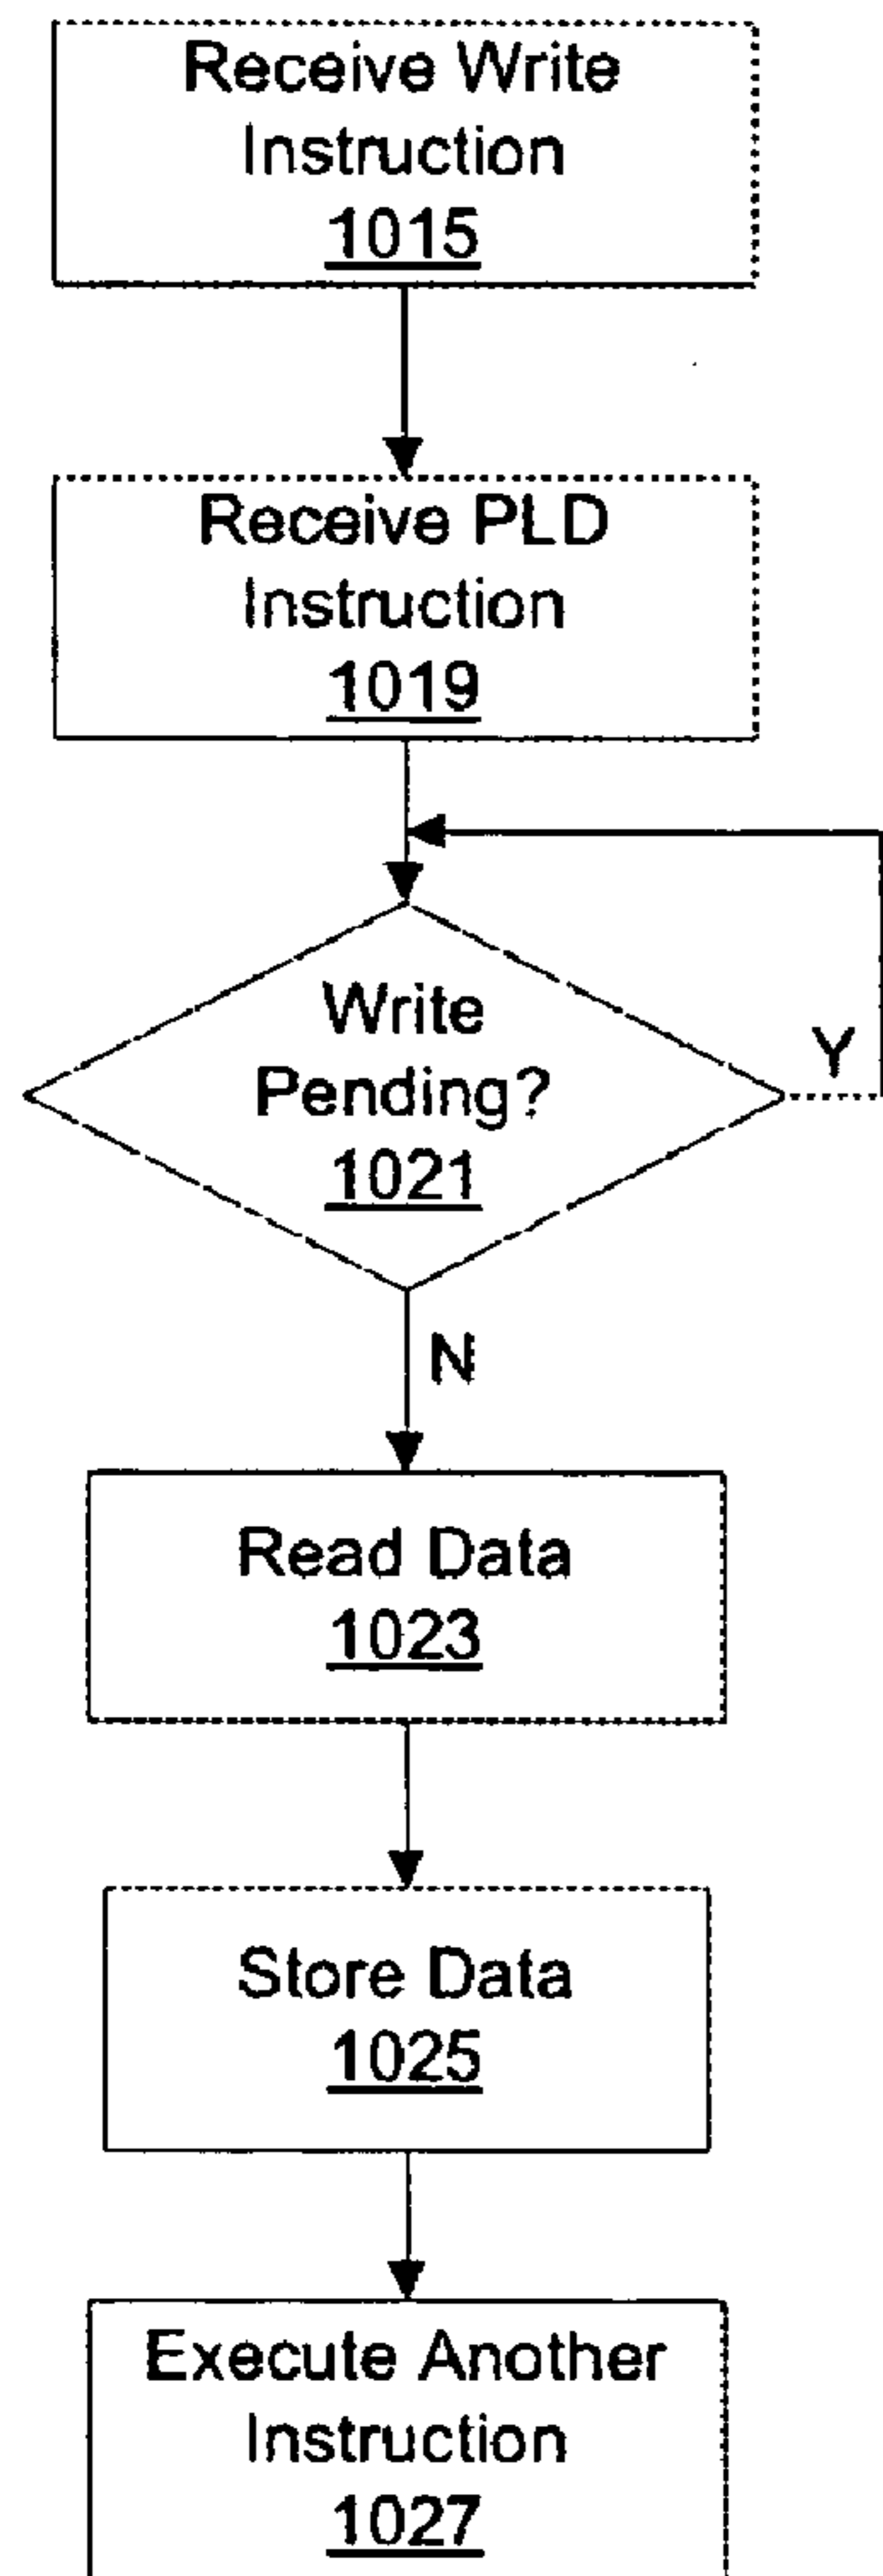 Receive Write
Instruction
1015
Receive PLD
Instruction
1019
Write
Pending?
1021
Y
N
Read Data
1023
Store Data
1025
Execute Another
Instruction
1027